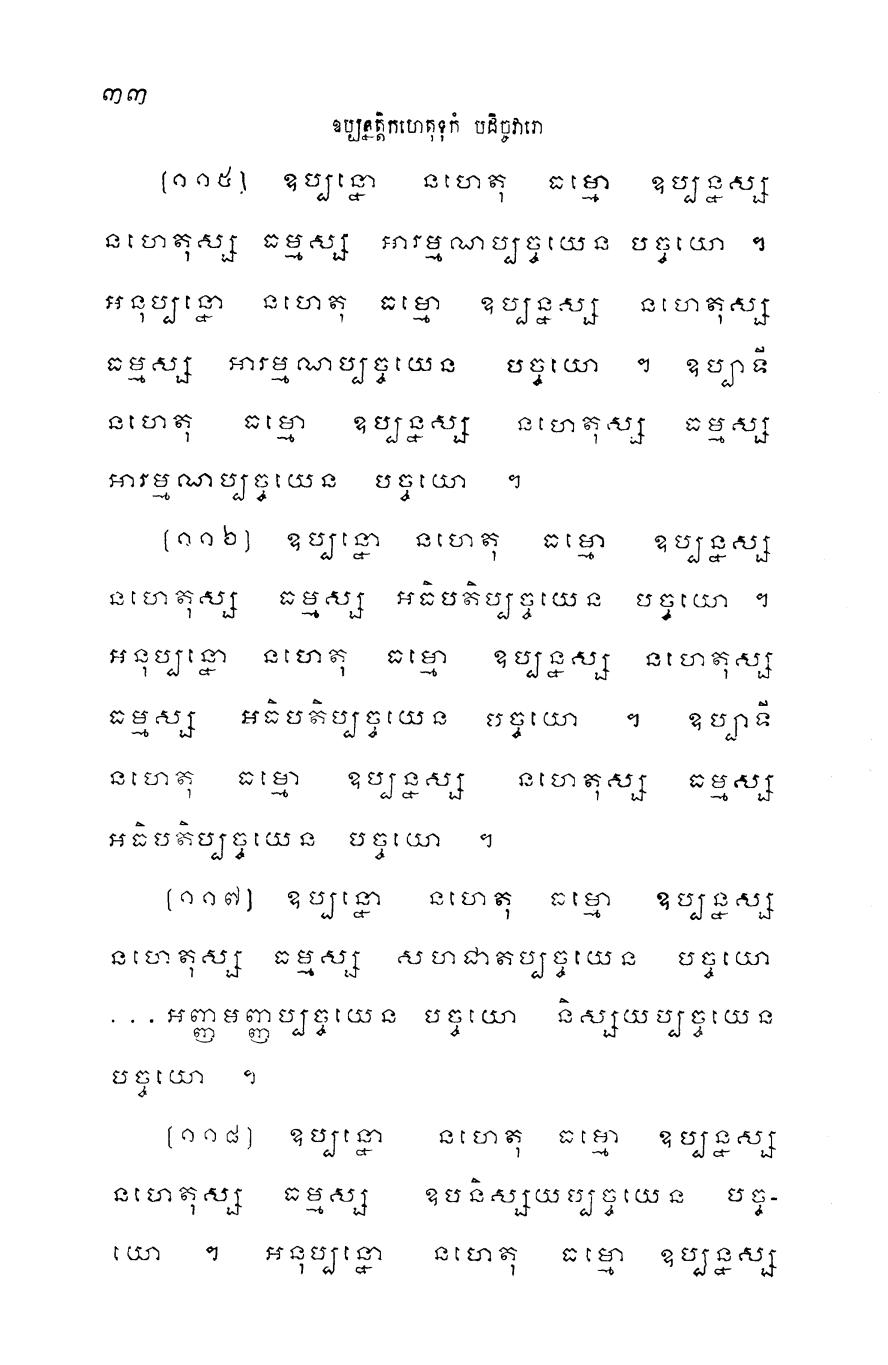 ៣៣
ឧប្បន្នត្តិកហេតុទុកំ បដិច្ចវារោ
(១១៥) ឧប្បន្នោ នហេតុ ធម្មោ ឧប្បន្នស្ស
នហេតុស្ស ធម្មស្ស អារម្មណប្បច្ចយេន បច្ចយោ ។
អនុប្បន្នោ នហេតុ ធម្មោ ឧប្បន្នស្ស នហេតុស្ស
ធម្មស្ស អារម្មណប្បច្ចយេន បច្ចយោ ។ ឧប្បាទី
នហេតុ ធម្មោ ឧប្បន្នស្ស នហេតុស្ស ធម្មស្ស
អារម្មណប្បច្ចយេន បច្ចយោ ។
(១១៦) ឧប្បន្នោ នហេតុ ធម្មោ ឧប្បន្នស្ស
នហេតុស្ស ធម្មស្ស អធិបតិប្បច្ចយេន បច្ចយោ ។
អនុប្បន្នោ នហេតុ ធម្មោ ឧប្បន្នស្ស នហេតុស្ស
ធម្មស្ស អធិបតិប្បច្ចយេន បច្ចយោ ។ ឧប្បាទី
នហេតុ ធម្មោ ឧប្បន្នស្ស នហេតុស្ស ធម្មស្ស
អធិបតិប្បច្ចយេន បច្ចយោ ។
(១១៧) ឧប្បន្នោ នហេតុ ធម្មោ ឧប្បន្នស្ស
នហេតុស្ស ធម្មស្ស សហជាតប្បច្ចយេន បច្ចយោ
... អញ្ញមញ្ញប្បច្ចយេន បច្ចយោ និស្សយប្បច្ចយេន
បច្ចយោ ។
(១១៨) ឧប្បន្នោ នហេតុ ធម្មោ ឧប្បន្នស្ស
នហេតុស្ស ធម្មស្ស ឧបនិស្សយប្បច្ចយេន បច្ច-
យោ ។ អនុប្បន្នោ នហេតុ ធម្មោ ឧប្បន្នស្ស